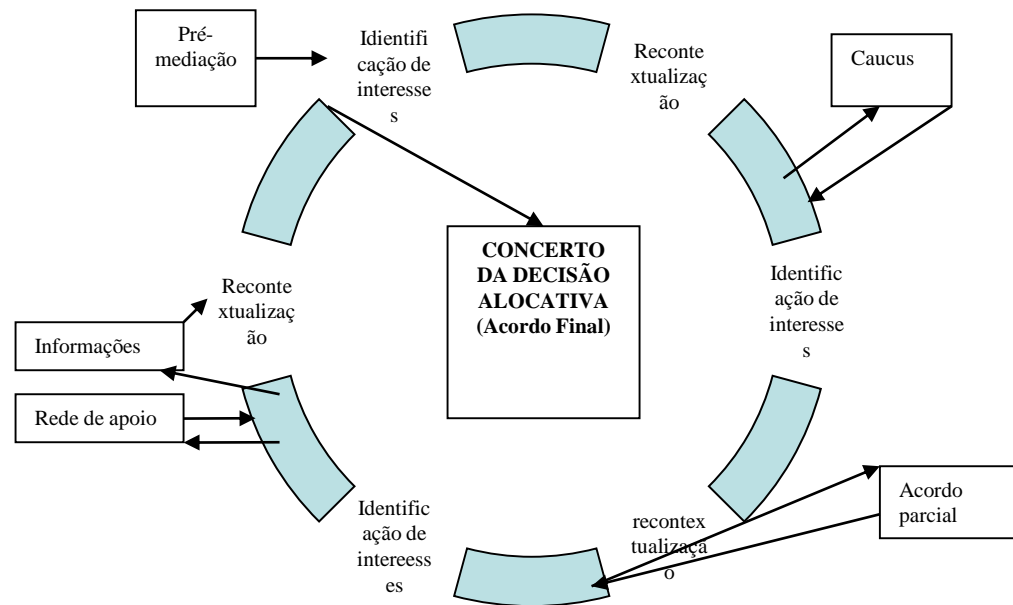 Pré-
mediação
Idientifi
cação de
interesse
s
Reconte
xtualizaç
ão
Caucus
CONCERTO
DA DECISÃO
ALOCATIVA
(Acordo Final)
Identific
ação de
interesse
s
Reconte
xtualizaç
ão
Informações
Rede de apoio
Identific
ação de
intereess
es
recontex
tualizaçã
o
Acordo
parcial